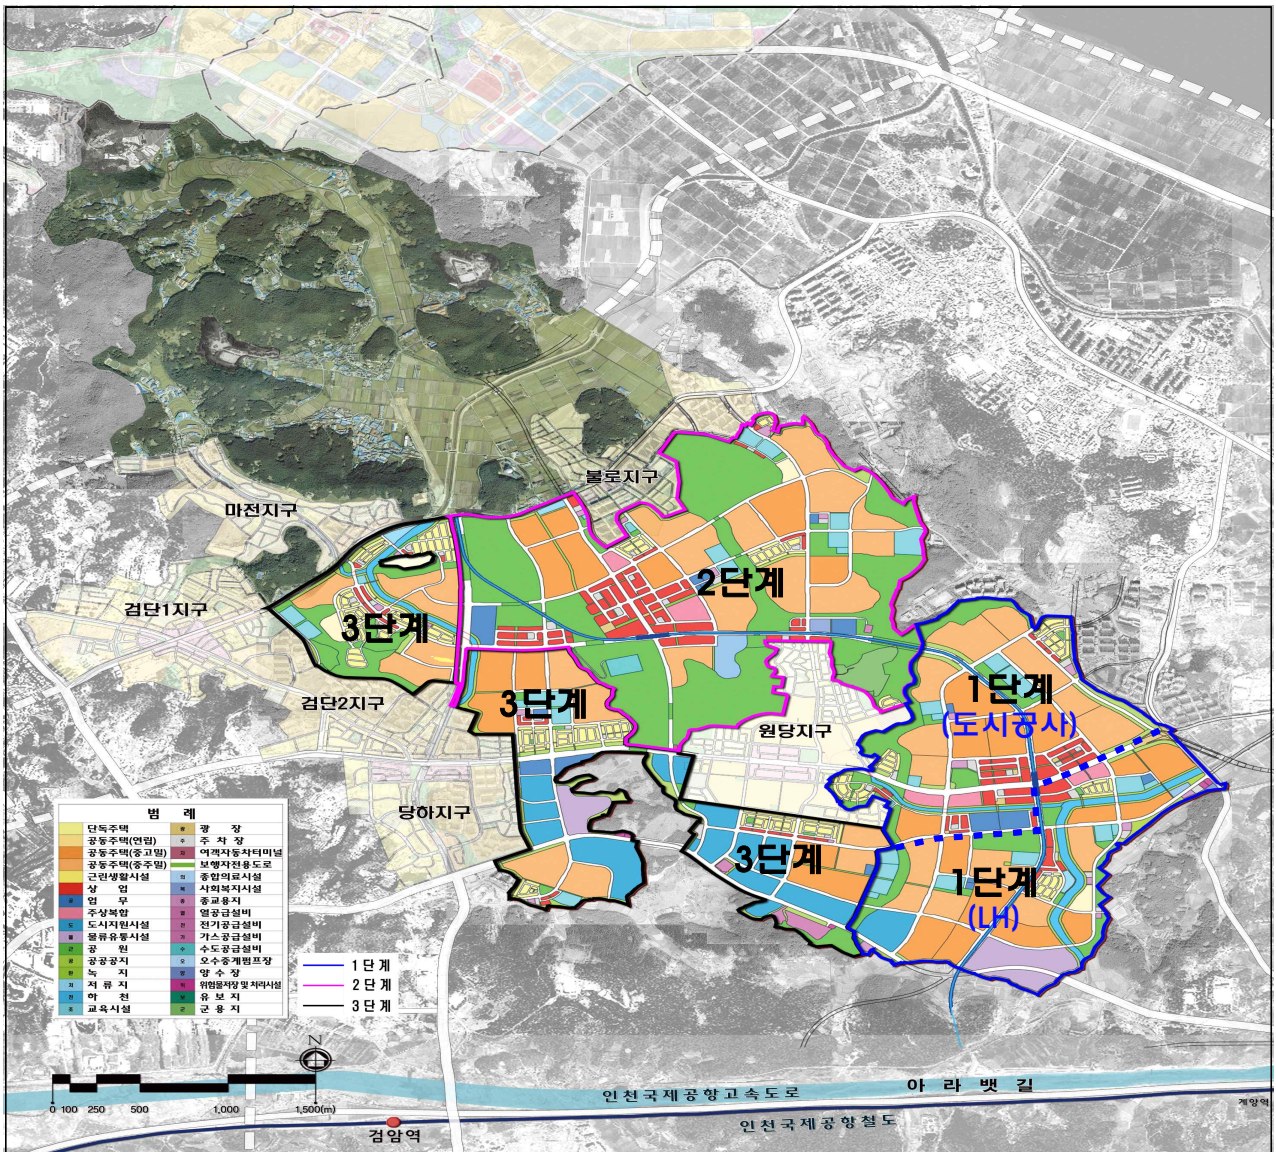 불로지구
마전지구
2단계
검단1지구
3단계
1단계
(도시공사)
검단2지구
3단계
원당지구
당하지구
3단계
1단계
(LH)
범 례
단독주택
광 장
공동주택(연립)
주 차 장
공동주택(중고밀)
여객자동차터미널
공동주택(중주밀)
보행자전용도로
근린생활시설
종합의료시설
상 업
사회복지시설
업 무
종교용지
주상복합
열공급설비
도시지원시설
전기공급설비
물류유통시설
가스공급설비
공 원
수도공급설비
공공공지
오수중계펌프장
녹 지
양 수 장
저 류 지
위험물저장 및 처리시설
하 천
유 보 지
교육시설
군 용 지
1단계
2단계
3단계
N
0 100 250 500 1,000 1,500(m)
아 라 뱃 길
인천국제공항고속도로
계양역
인천국제공항철도
검암역